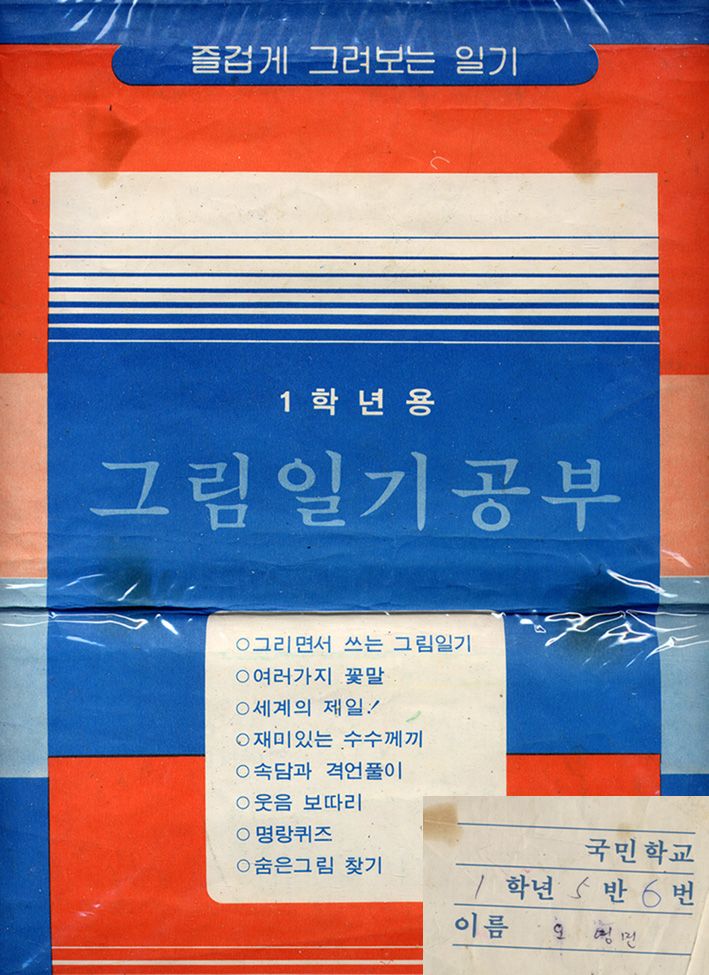 즐겁게 그려보는 일기
1학년용
그림일기공부
○그리면서 쓰는 그림일기
○여러가지 꽃말
○세계의 제일!
○재미있는 수수께끼
○속담과 격언풀이
○웃음 보따리
○명랑퀴즈
○숨은그림 찾기
국민학교
1 학년 5 반 6 번
이름 오